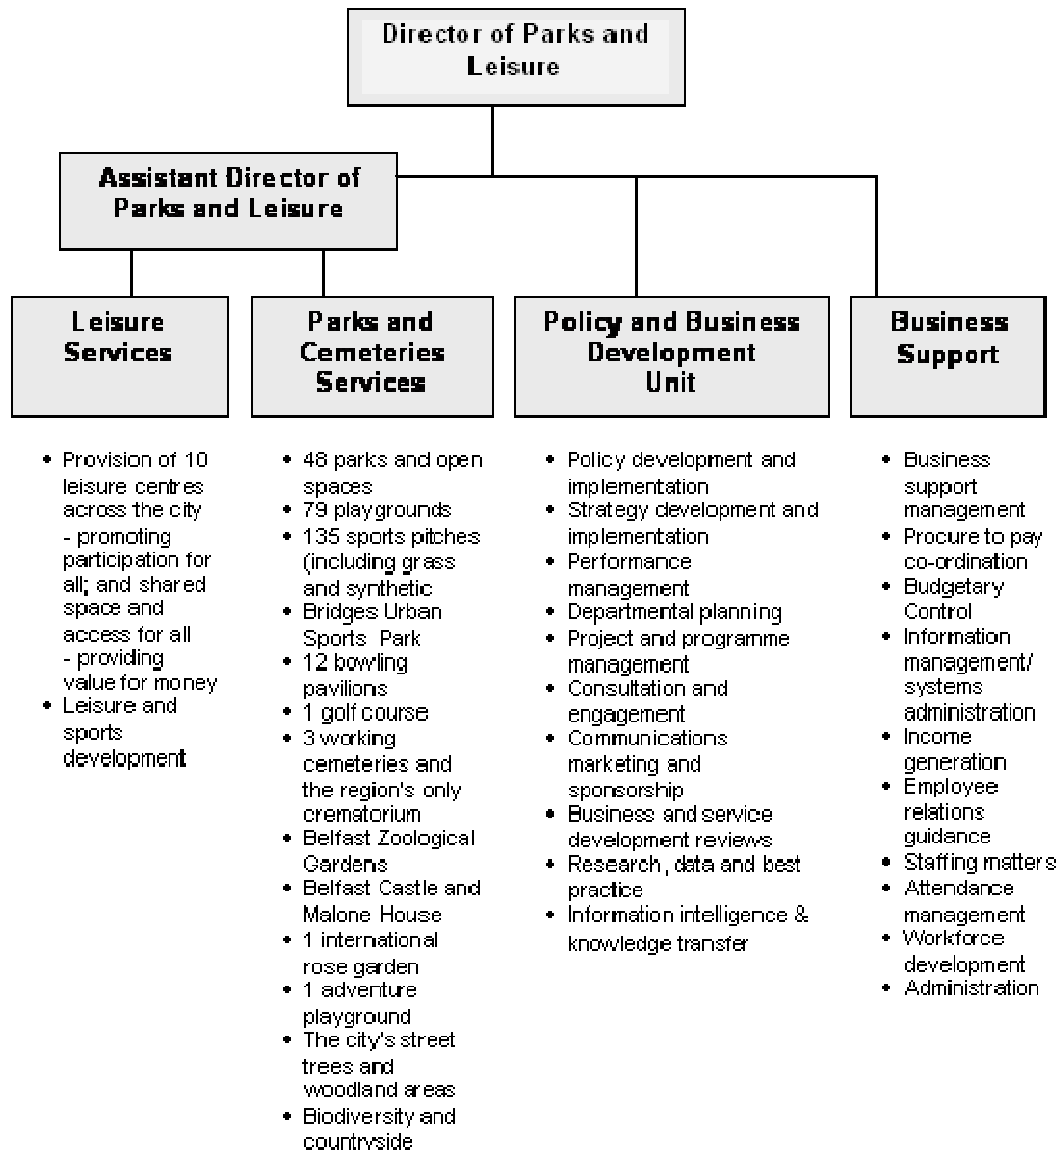 Director of Parks and
Leisure
Assistant Director of
Parks and Leisure
Leisure
Services
Parks and
Cemeteries
Services
Policy and Business
Development
Unit
Business
Support
• Provision of 10
leisure centres
across the city
- promoting
participation for
all; and shared
space and
access for all
- providing
value for money
• Leisure and
sports
development
• 48 parks and open
spaces
• 79 playgrounds
• 135 sports pitches
(including grass
and synthetic
• Bridges Urban
Sports Park
• 12 bowling
pavilions
• 1 golf course
• 3 working
cemeteries and
the region's only
crematorium
• Belfast Zoological
Gardens
• Belfast Castle and
Malone House
• 1 international
rose garden
• 1 adventure
playground
• The city's street
trees and
woodland areas
• Biodiversity and
countryside
• Policy development and
implementation
• Strategy development and
implementation
• Performance
management
• Departmental planning
• Project and programme
management
• Consultation and
engagement
• Communications
marketing and
sponsorship
• Business and service
development reviews
• Research, data and best
practice
• Information intelligence &
knowledge transfer
• Business
support
management
• Procure to pay
co-ordination
• Budgetary
Control
• Information
management/
systems
administration
• Income
generation
• Employee
relations
guidance
• Staffing matters
• Attendance
management
• Workforce
development
• Administration